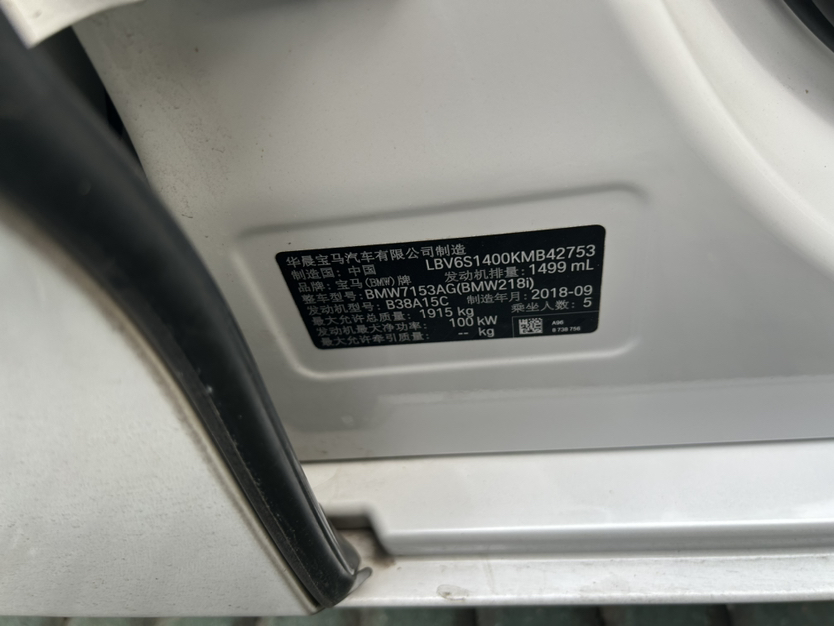 华晨宝马汽车有限公司制造
制造国: 中国 LBV6S1400KMB42753
品牌: 宝马(BMW)牌 发动机排量: 1499 mL
整车型号: BMW7153AG(BMW218i)
发动机型号: B38A15C 制造年月: 2018-09
最大允许总质量: 1915 kg 乘坐人数: 5
发动机最大净功率: 100 kW
最大允许牵引质量: -- kg
A96